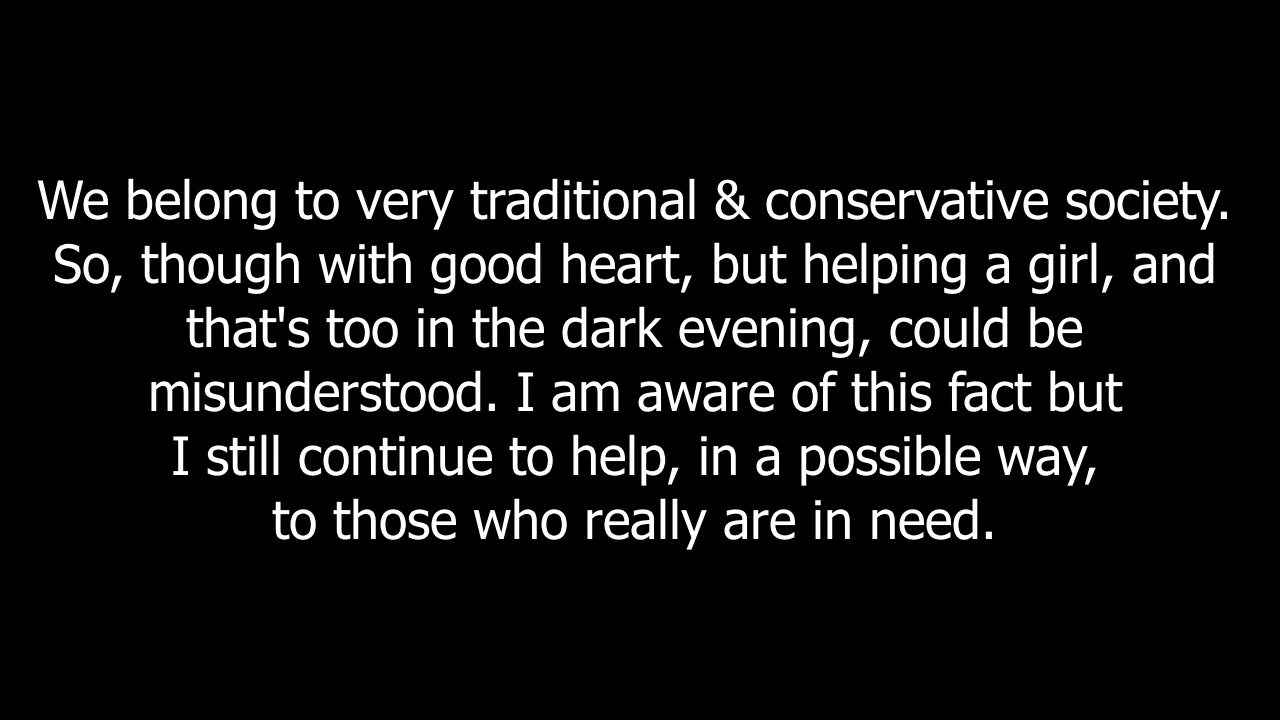 We belong to very traditional & conservative society.
So, though with good heart, but helping a girl, and
that's too in the dark evening, could be
misunderstood. I am aware of this fact but
I still continue to help, in a possible way,
to those who really are in need.